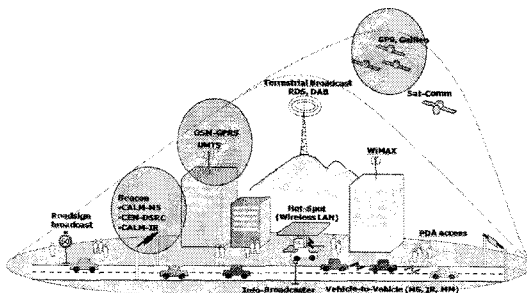 GPS, Galileo
Terrestrial Broadcast
RDS, DAB
Sat-Comm
GSM-GPRS
UMTS
WiMAX
Beacon
•CALM-M5
•CEN-DSRC
•CALM-IR
Roadsign
broadcast
Hot-Spot
(Wireless LAN)
PDA access
Info-Broadcaster
Vehicle-to-Vehicle (M5, IR, MM)